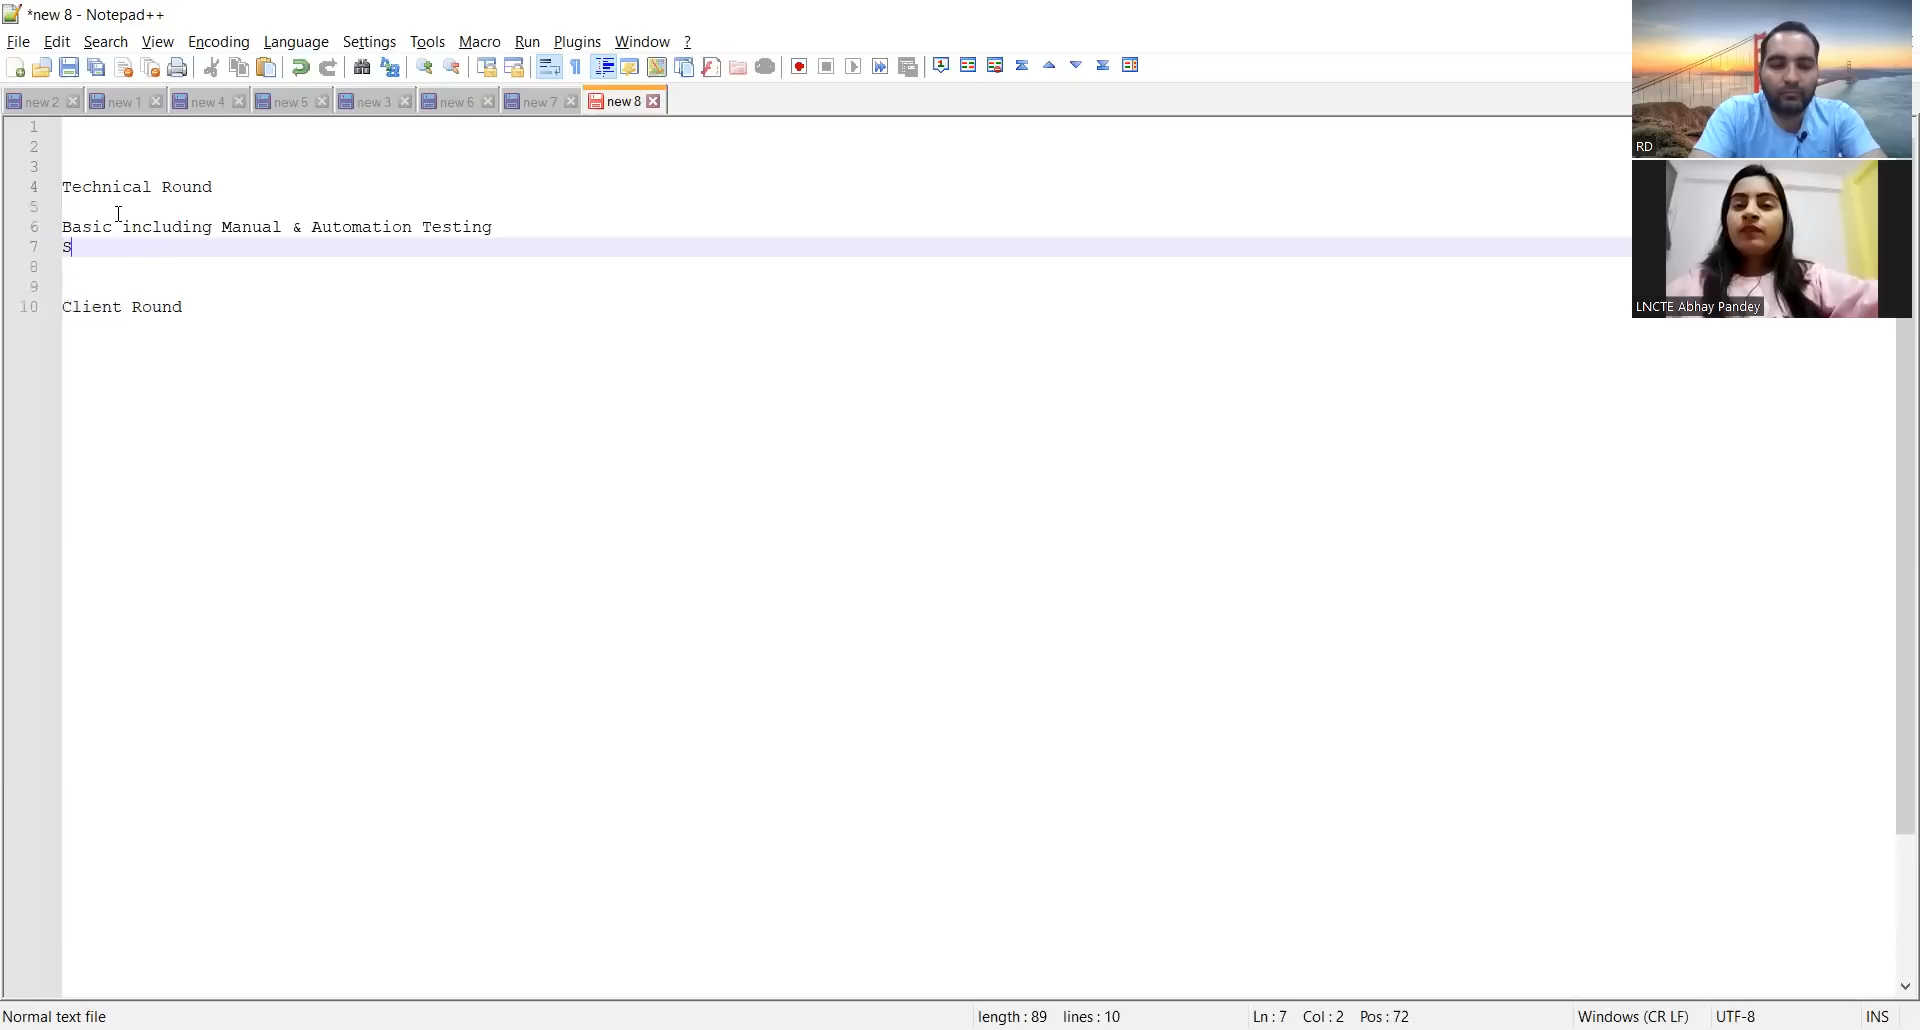 *new 8 - Notepad++
File Edit Search View Encoding Language Settings Tools Macro Run Plugins Window ?
new 2 new 1 new 4 new 5 new 3 new 6 new 7 new 8
1
2
3
4 Technical Round
5
6 Basic including Manual & Automation Testing
7 S
8
9
10 Client Round
RD
LNCTE Abhay Pandey
Normal text file length : 89 lines : 10 Ln : 7 Col : 2 Pos : 72 Windows (CR LF) UTF-8 INS